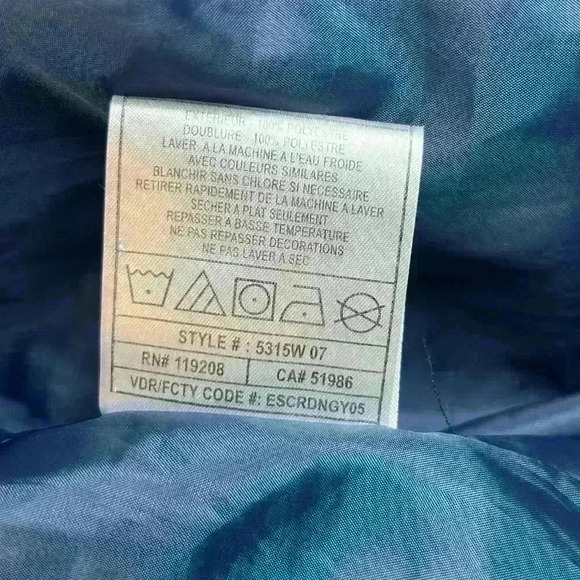 EXTÉRIEUR 100% POLYESTRE
DOUBLURE 100% POLYESTRE
LAVER A LA MACHINE A L'EAU FROIDE
AVEC COULEURS SIMILARES
BLANCHIR SANS CHLORE SI NECESSAIRE
RETIRER RAPIDEMENT DE LA MACHINE A LAVER
SECHER A PLAT SEULEMENT
REPASSER A BASSE TEMPERATURE
NE PAS REPASSER DECORATIONS
NE PAS LAVER À SEC
STYLE # : 5315W 07
RN# 119208 CA# 51986
VDR/FCTY CODE #: ESCRDNGY05